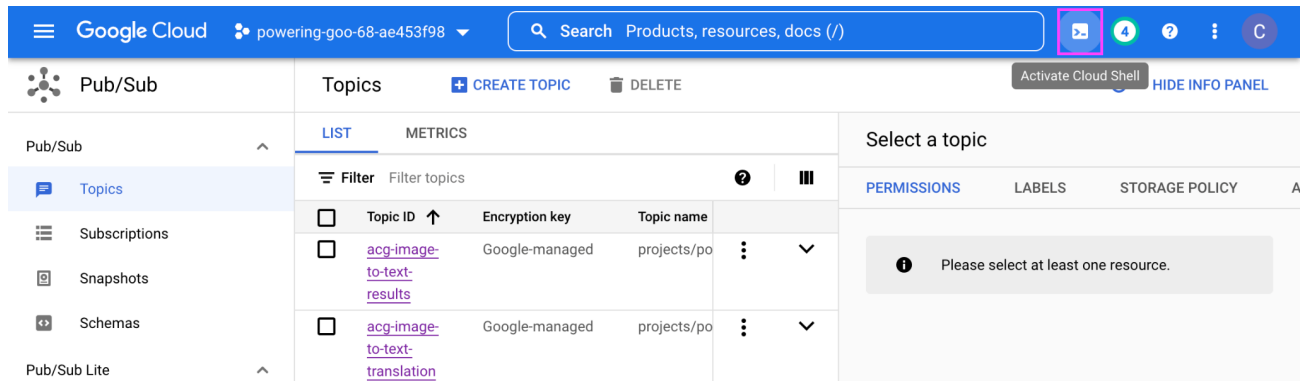 Google Cloud powering-goo-68-ae453f98 Search Products, resources, docs (/) 4 ? C
Activate Cloud Shell
Pub/Sub Topics CREATE TOPIC DELETE HIDE INFO PANEL
Pub/Sub
LIST METRICS
Select a topic
Topics
Filter Filter topics
PERMISSIONS LABELS STORAGE POLICY A
Topic ID Encryption key Topic name
Subscriptions
acg-image-
to-text-
results
Google-managed projects/po
Please select at least one resource.
Snapshots
Schemas
acg-image-
to-text-
translation
Google-managed projects/po
Pub/Sub Lite